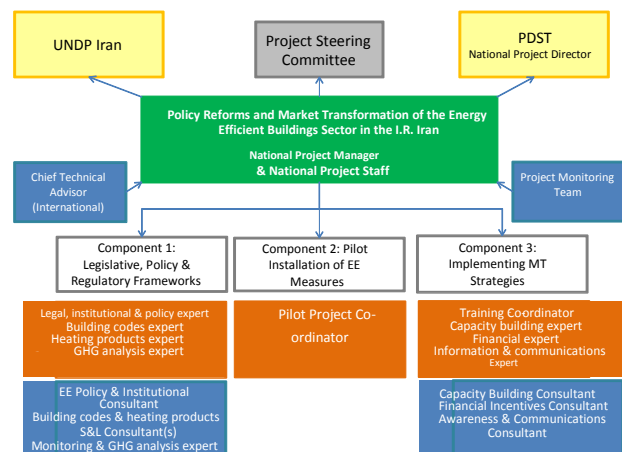 UNDP Iran
Project Steering
Committee
PDST
National Project Director
Policy Reforms and Market Transformation of the Energy
Efficient Buildings Sector in the I.R. Iran
National Project Manager
& National Project Staff
Chief Technical
Advisor
(International)
Project Monitoring
Team
Component 1:
Legislative, Policy &
Regulatory Frameworks
Component 2: Pilot
Installation of EE
Measures
Component 3:
Implementing MT
Strategies
Legal, institutional & policy expert
Building codes expert
Heating products expert
GHG analysis expert
Pilot Project Co-
ordinator
Training Coordinator
Capacity building expert
Financial expert
Information & communications
Expert
EE Policy & Institutional
Consultant
Building codes & heating products
S&L Consultant(s)
Monitoring & GHG analysis expert
Capacity Building Consultant
Financial Incentives Consultant
Awareness & Communications
Consultant